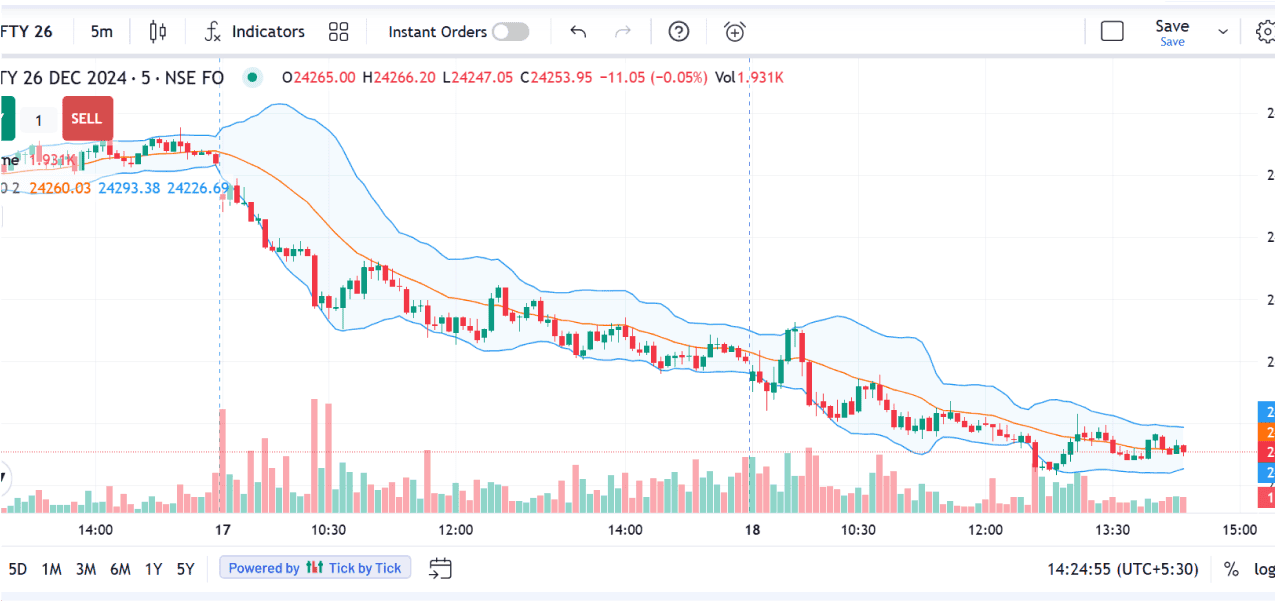 FTY 26 5m Indicators Instant Orders Save
Save
TY 26 DEC 2024 · 5 · NSE FO O24265.00 H24266.20 L24247.05 C24253.95 −11.05 (−0.05%) Vol1.931K
1 SELL
me 1.931K
0 2 24260.03 24293.38 24226.69
14:00 17 10:30 12:00 14:00 18 10:30 12:00 13:30 15:00
5D 1M 3M 6M 1Y 5Y Powered by Tick by Tick 14:24:55 (UTC+5:30) % log